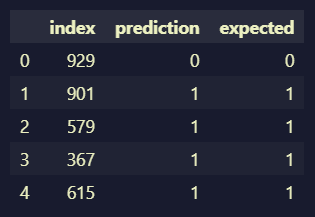 index prediction expected
0 929 0 0
1 901 1 1
2 579 1 1
3 367 1 1
4 615 1 1